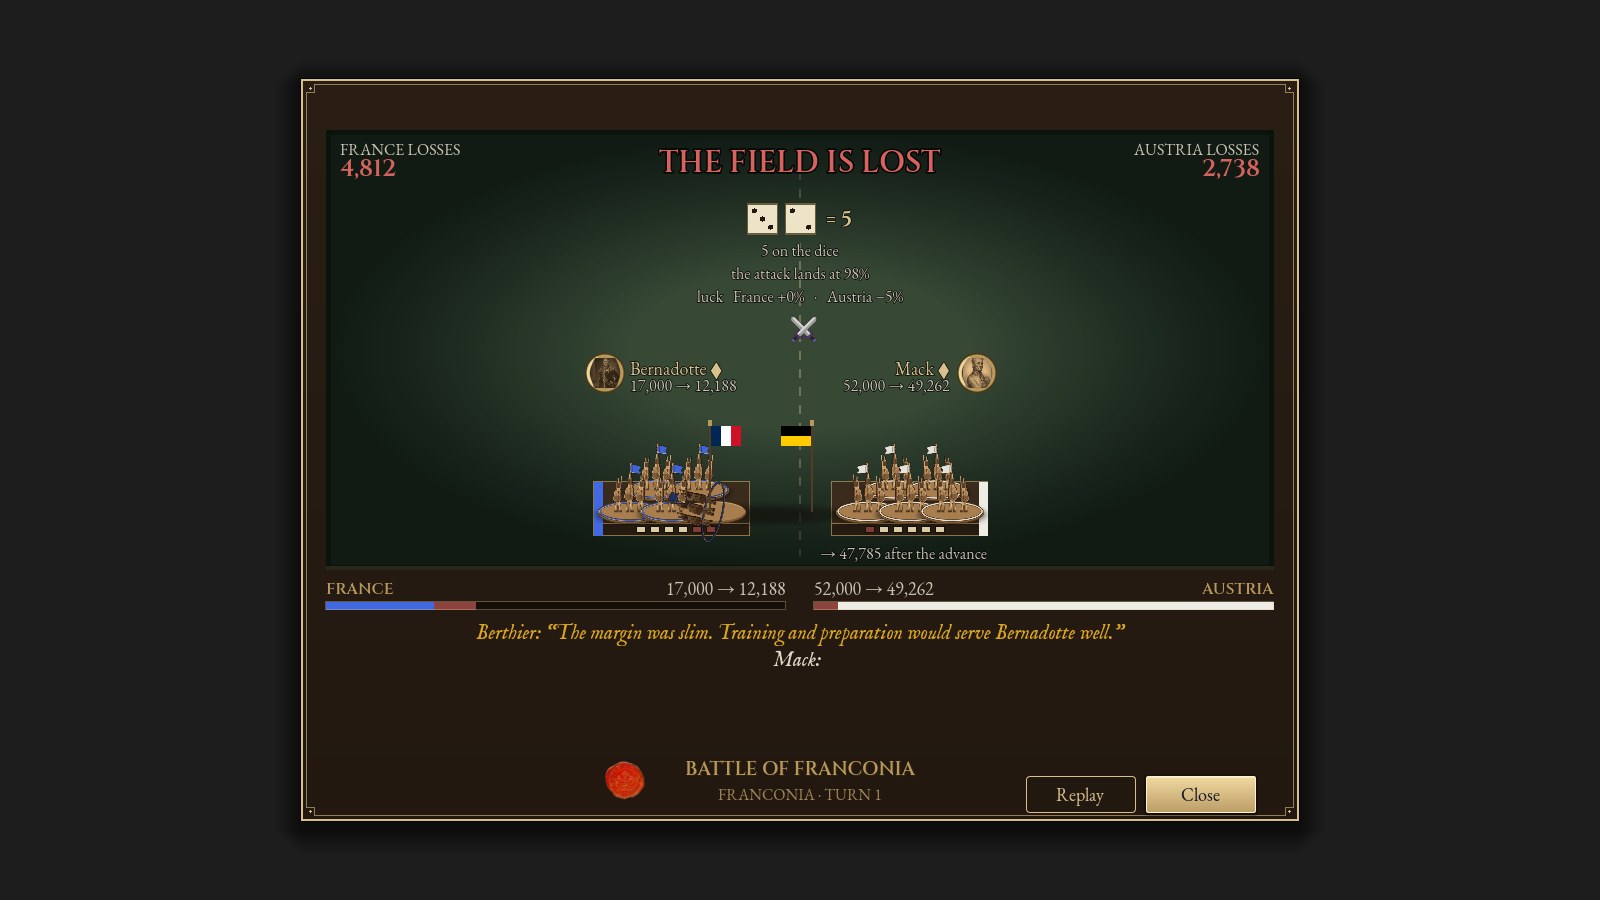 FRANCE LOSSES
4,812
THE FIELD IS LOST
AUSTRIA LOSSES
2,738
= 5
5 on the dice
the attack lands at 98%
luck France +0% · Austria −5%
Bernadotte
17,000 → 12,188
Mack
52,000 → 49,262
→ 47,785 after the advance
FRANCE
17,000 → 12,188
52,000 → 49,262
AUSTRIA
Berthier: “The margin was slim. Training and preparation would serve Bernadotte well.”
Mack:
BATTLE OF FRANCONIA
FRANCONIA · TURN 1
Replay
Close